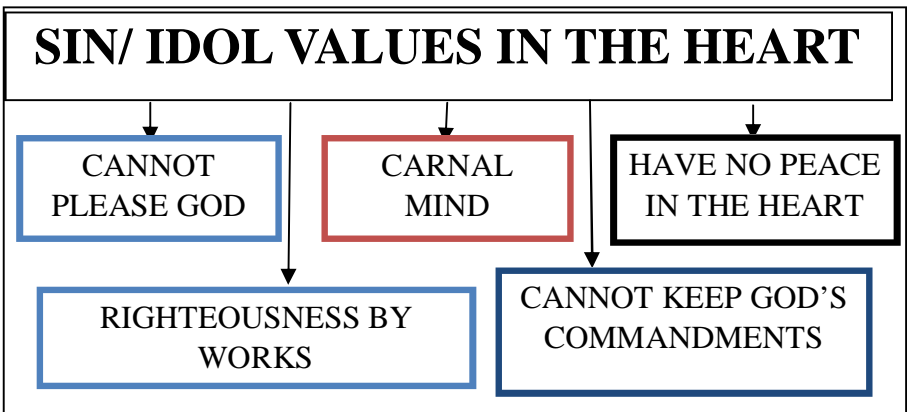 SIN/ IDOL VALUES IN THE HEART
CANNOT
PLEASE GOD
CARNAL
MIND
HAVE NO PEACE
IN THE HEART
RIGHTEOUSNESS BY
WORKS
CANNOT KEEP GOD’S
COMMANDMENTS